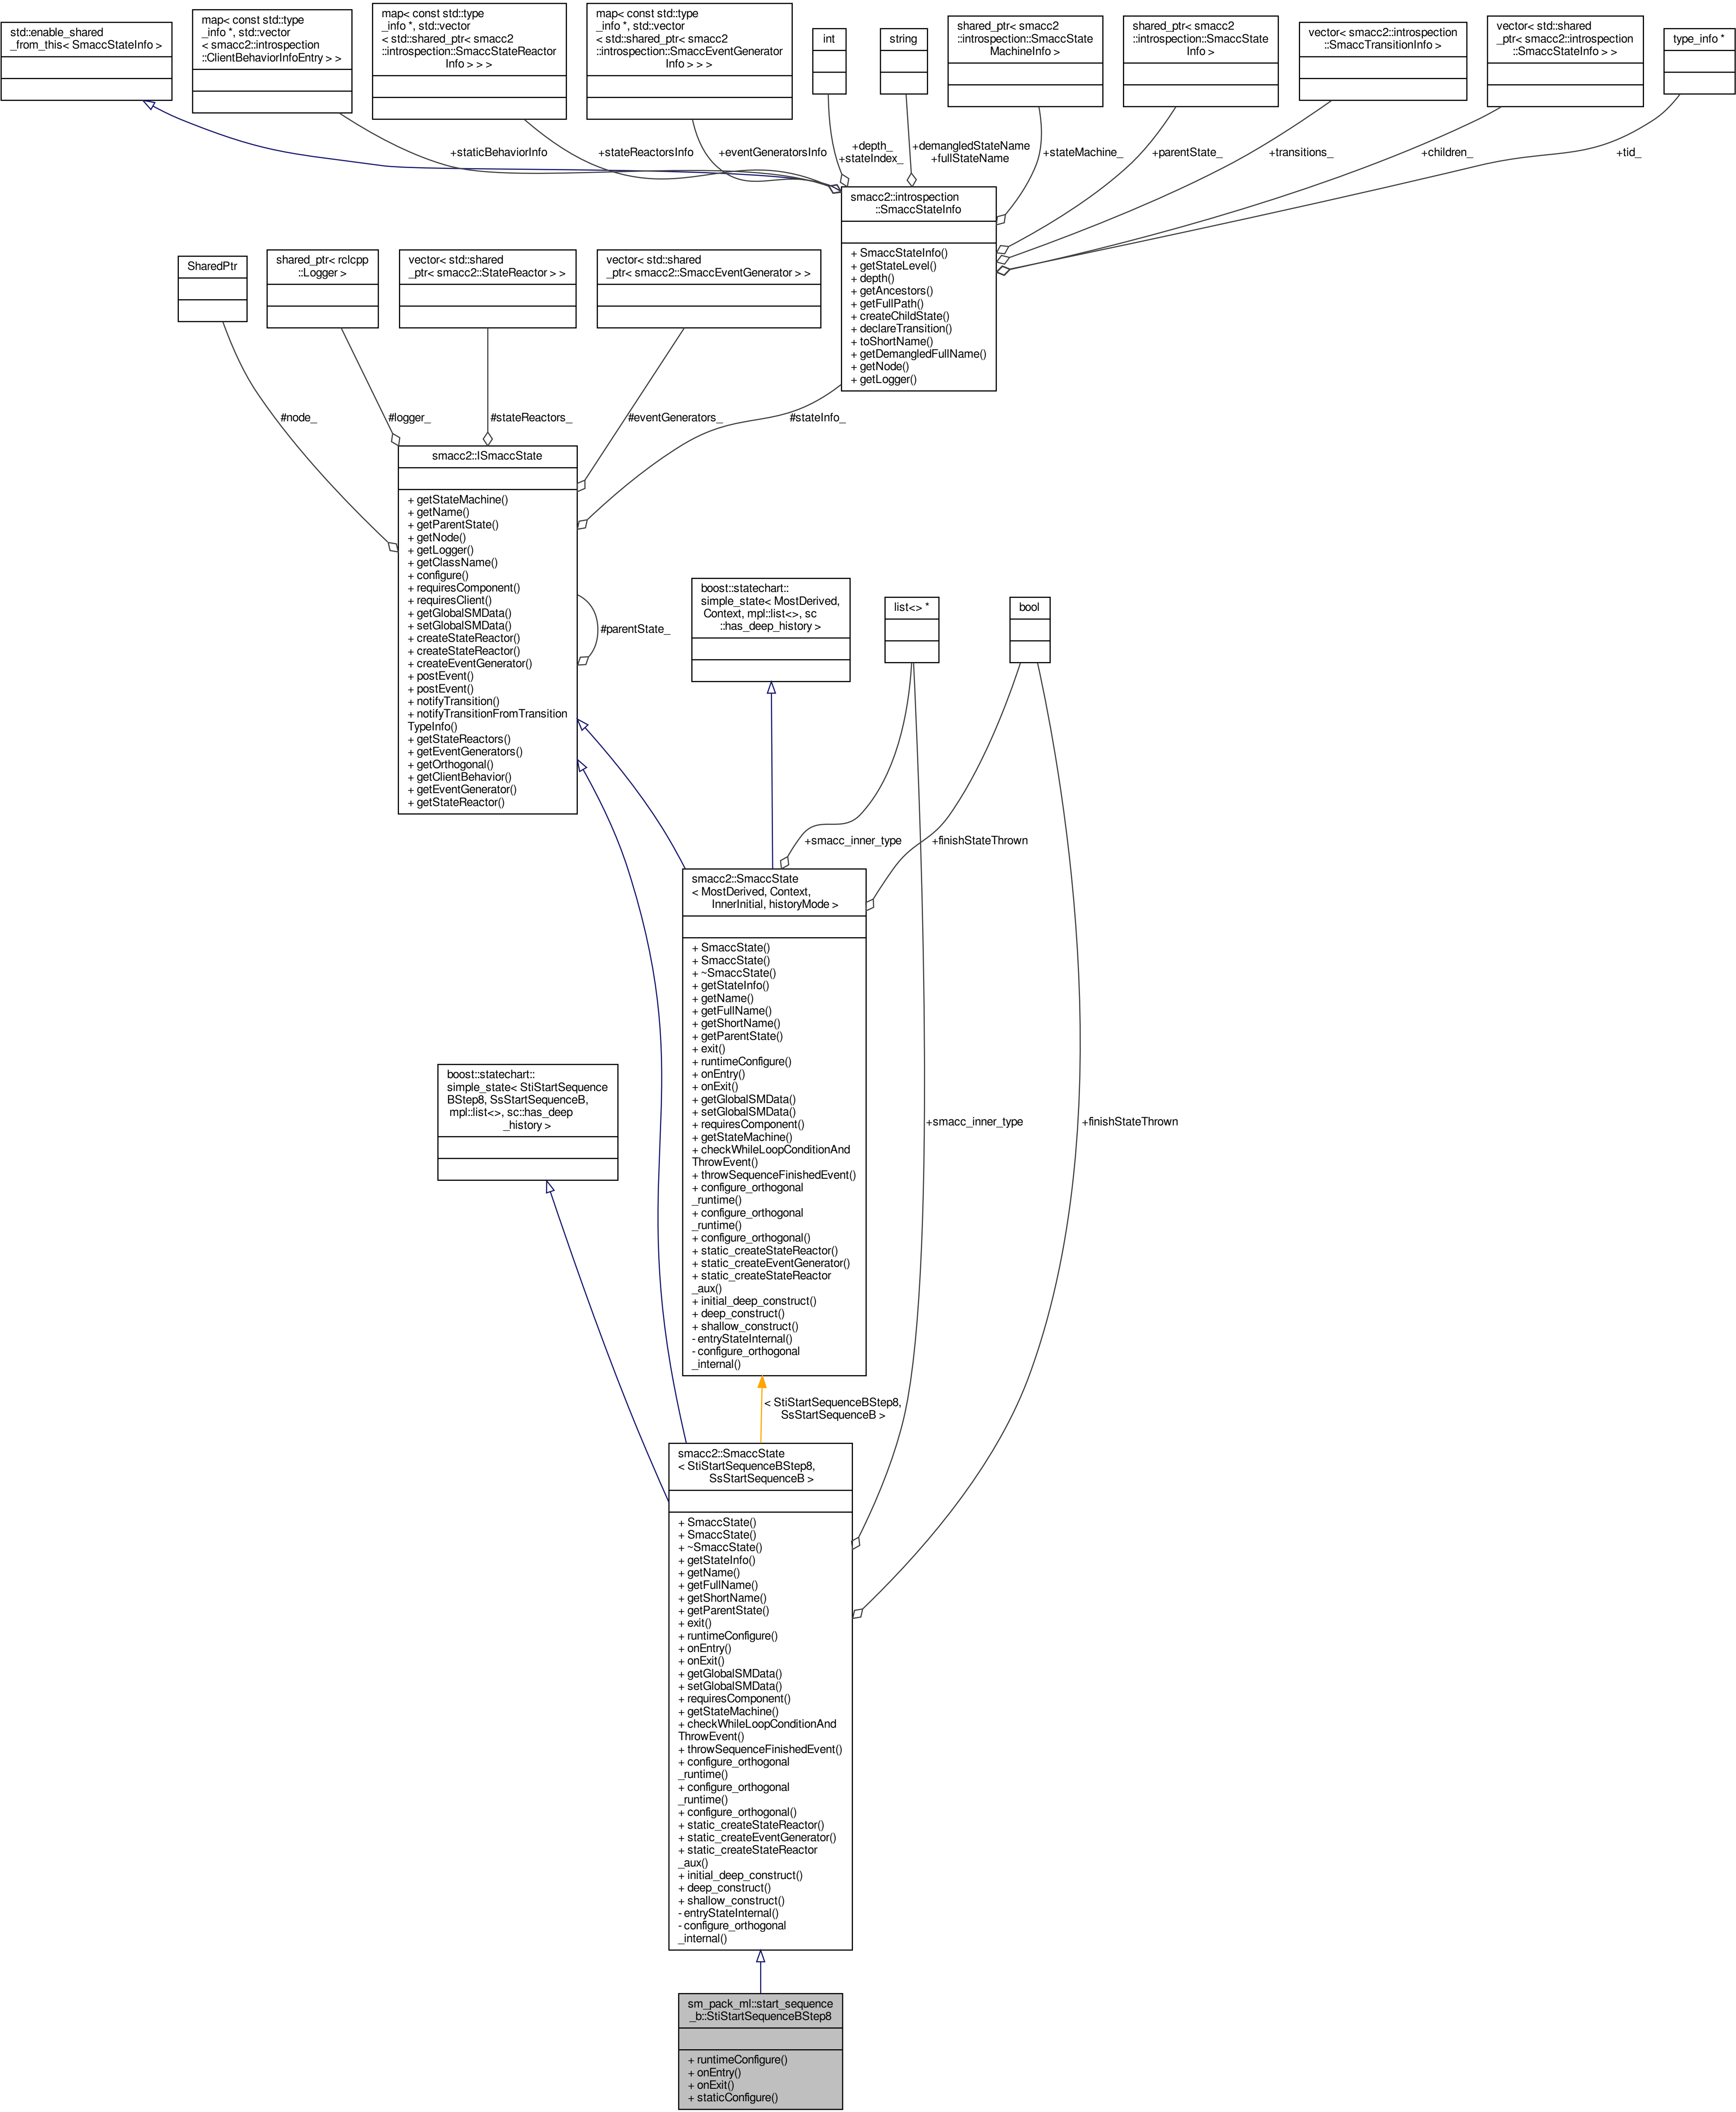 std::enable_shared
_from_this< SmaccStateInfo >
map< const std::type
_info *, std::vector
< smacc2::introspection
::ClientBehaviorInfoEntry > >
map< const std::type
_info *, std::vector
< std::shared_ptr< smacc2
::introspection::SmaccStateReactor
Info > > >
map< const std::type
_info *, std::vector
< std::shared_ptr< smacc2
::introspection::SmaccEventGenerator
Info > > >
int
string
shared_ptr< smacc2
::introspection::SmaccState
MachineInfo >
shared_ptr< smacc2
::introspection::SmaccState
Info >
vector< smacc2::introspection
::SmaccTransitionInfo >
vector< std::shared
_ptr< smacc2::introspection
::SmaccStateInfo > >
type_info *
+staticBehaviorInfo
+stateReactorsInfo
+eventGeneratorsInfo
+depth_
+stateIndex_
+demangledStateName
+fullStateName
+stateMachine_
+parentState_
+transitions_
+children_
+tid_
smacc2::introspection
::SmaccStateInfo
+ SmaccStateInfo()
+ getStateLevel()
+ depth()
+ getAncestors()
+ getFullPath()
+ createChildState()
+ declareTransition()
+ toShortName()
+ getDemangledFullName()
+ getNode()
+ getLogger()
SharedPtr
shared_ptr< rclcpp
::Logger >
vector< std::shared
_ptr< smacc2::StateReactor > >
vector< std::shared
_ptr< smacc2::SmaccEventGenerator > >
#node_
#logger_
#stateReactors_
#eventGenerators_
#stateInfo_
smacc2::ISmaccState
+ getStateMachine()
+ getName()
+ getParentState()
+ getNode()
+ getLogger()
+ getClassName()
+ configure()
+ requiresComponent()
+ requiresClient()
+ getGlobalSMData()
+ setGlobalSMData()
+ createStateReactor()
+ createStateReactor()
+ createEventGenerator()
+ postEvent()
+ postEvent()
+ notifyTransition()
+ notifyTransitionFromTransition
TypeInfo()
+ getStateReactors()
+ getEventGenerators()
+ getOrthogonal()
+ getClientBehavior()
+ getEventGenerator()
+ getStateReactor()
#parentState_
boost::statechart::
simple_state< MostDerived,
Context, mpl::list<>, sc
::has_deep_history >
list<> *
bool
+smacc_inner_type
+finishStateThrown
smacc2::SmaccState
< MostDerived, Context,
InnerInitial, historyMode >
+ SmaccState()
+ SmaccState()
+ ~SmaccState()
+ getStateInfo()
+ getName()
+ getFullName()
+ getShortName()
+ getParentState()
+ exit()
+ runtimeConfigure()
+ onEntry()
+ onExit()
+ getGlobalSMData()
+ setGlobalSMData()
+ requiresComponent()
+ getStateMachine()
+ checkWhileLoopConditionAnd
ThrowEvent()
+ throwSequenceFinishedEvent()
+ configure_orthogonal
_runtime()
+ configure_orthogonal
_runtime()
+ configure_orthogonal()
+ static_createStateReactor()
+ static_createEventGenerator()
+ static_createStateReactor
_aux()
+ initial_deep_construct()
+ deep_construct()
+ shallow_construct()
- entryStateInternal()
- configure_orthogonal
_internal()
boost::statechart::
simple_state< StiStartSequence
BStep8, SsStartSequenceB,
mpl::list<>, sc::has_deep
_history >
+smacc_inner_type
+finishStateThrown
< StiStartSequenceBStep8,
SsStartSequenceB >
smacc2::SmaccState
< StiStartSequenceBStep8,
SsStartSequenceB >
+ SmaccState()
+ SmaccState()
+ ~SmaccState()
+ getStateInfo()
+ getName()
+ getFullName()
+ getShortName()
+ getParentState()
+ exit()
+ runtimeConfigure()
+ onEntry()
+ onExit()
+ getGlobalSMData()
+ setGlobalSMData()
+ requiresComponent()
+ getStateMachine()
+ checkWhileLoopConditionAnd
ThrowEvent()
+ throwSequenceFinishedEvent()
+ configure_orthogonal
_runtime()
+ configure_orthogonal
_runtime()
+ configure_orthogonal()
+ static_createStateReactor()
+ static_createEventGenerator()
+ static_createStateReactor
_aux()
+ initial_deep_construct()
+ deep_construct()
+ shallow_construct()
- entryStateInternal()
- configure_orthogonal
_internal()
sm_pack_ml::start_sequence
_b::StiStartSequenceBStep8
+ runtimeConfigure()
+ onEntry()
+ onExit()
+ staticConfigure()